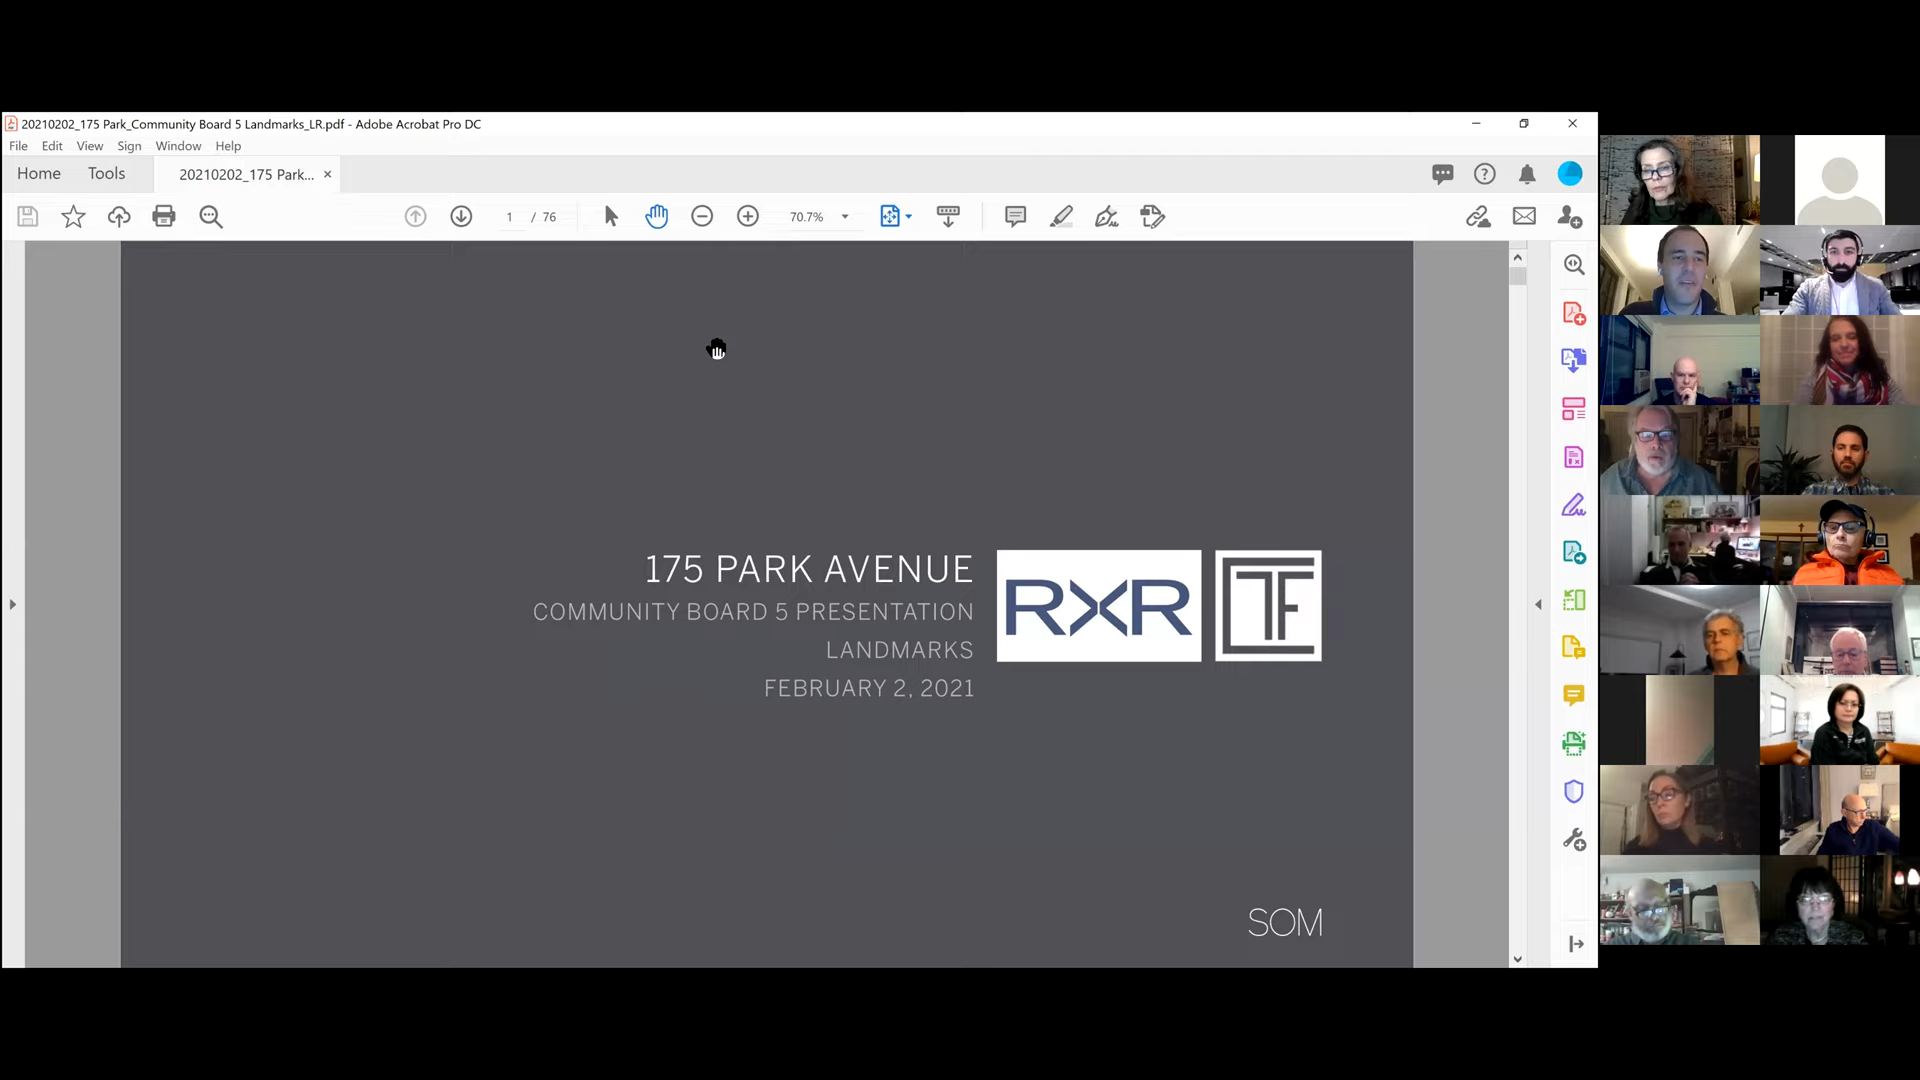 20210202_175 Park_Community Board 5 Landmarks_LR.pdf - Adobe Acrobat Pro DC
File Edit View Sign Window Help
Home Tools 20210202_175 Park... ×
1 / 76 70.7%
175 PARK AVENUE
COMMUNITY BOARD 5 PRESENTATION
LANDMARKS
FEBRUARY 2, 2021
RXR
TF
SOM